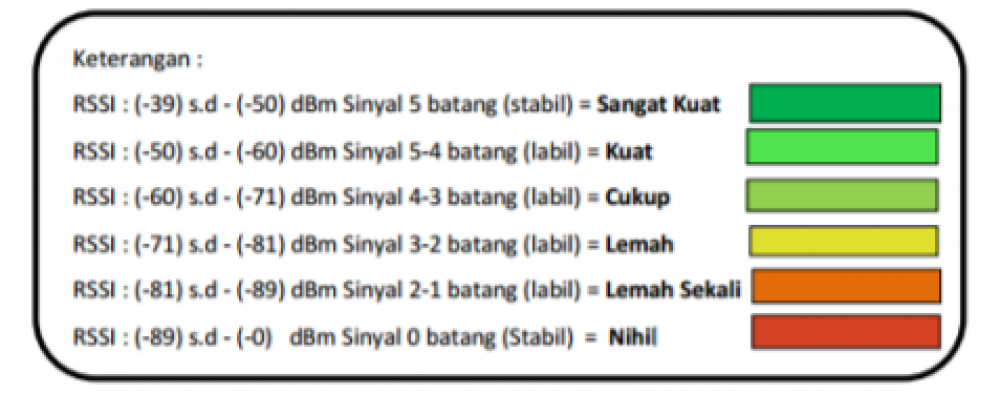 Keterangan :
RSSI : (-39) s.d - (-50) dBm Sinyal 5 batang (stabil) = Sangat Kuat
RSSI : (-50) s.d - (-60) dBm Sinyal 5-4 batang (labil) = Kuat
RSSI : (-60) s.d - (-71) dBm Sinyal 4-3 batang (labil) = Cukup
RSSI : (-71) s.d - (-81) dBm Sinyal 3-2 batang (labil) = Lemah
RSSI : (-81) s.d - (-89) dBm Sinyal 2-1 batang (labil) = Lemah Sekali
RSSI : (-89) s.d - (-0) dBm Sinyal 0 batang (Stabil) = Nihil